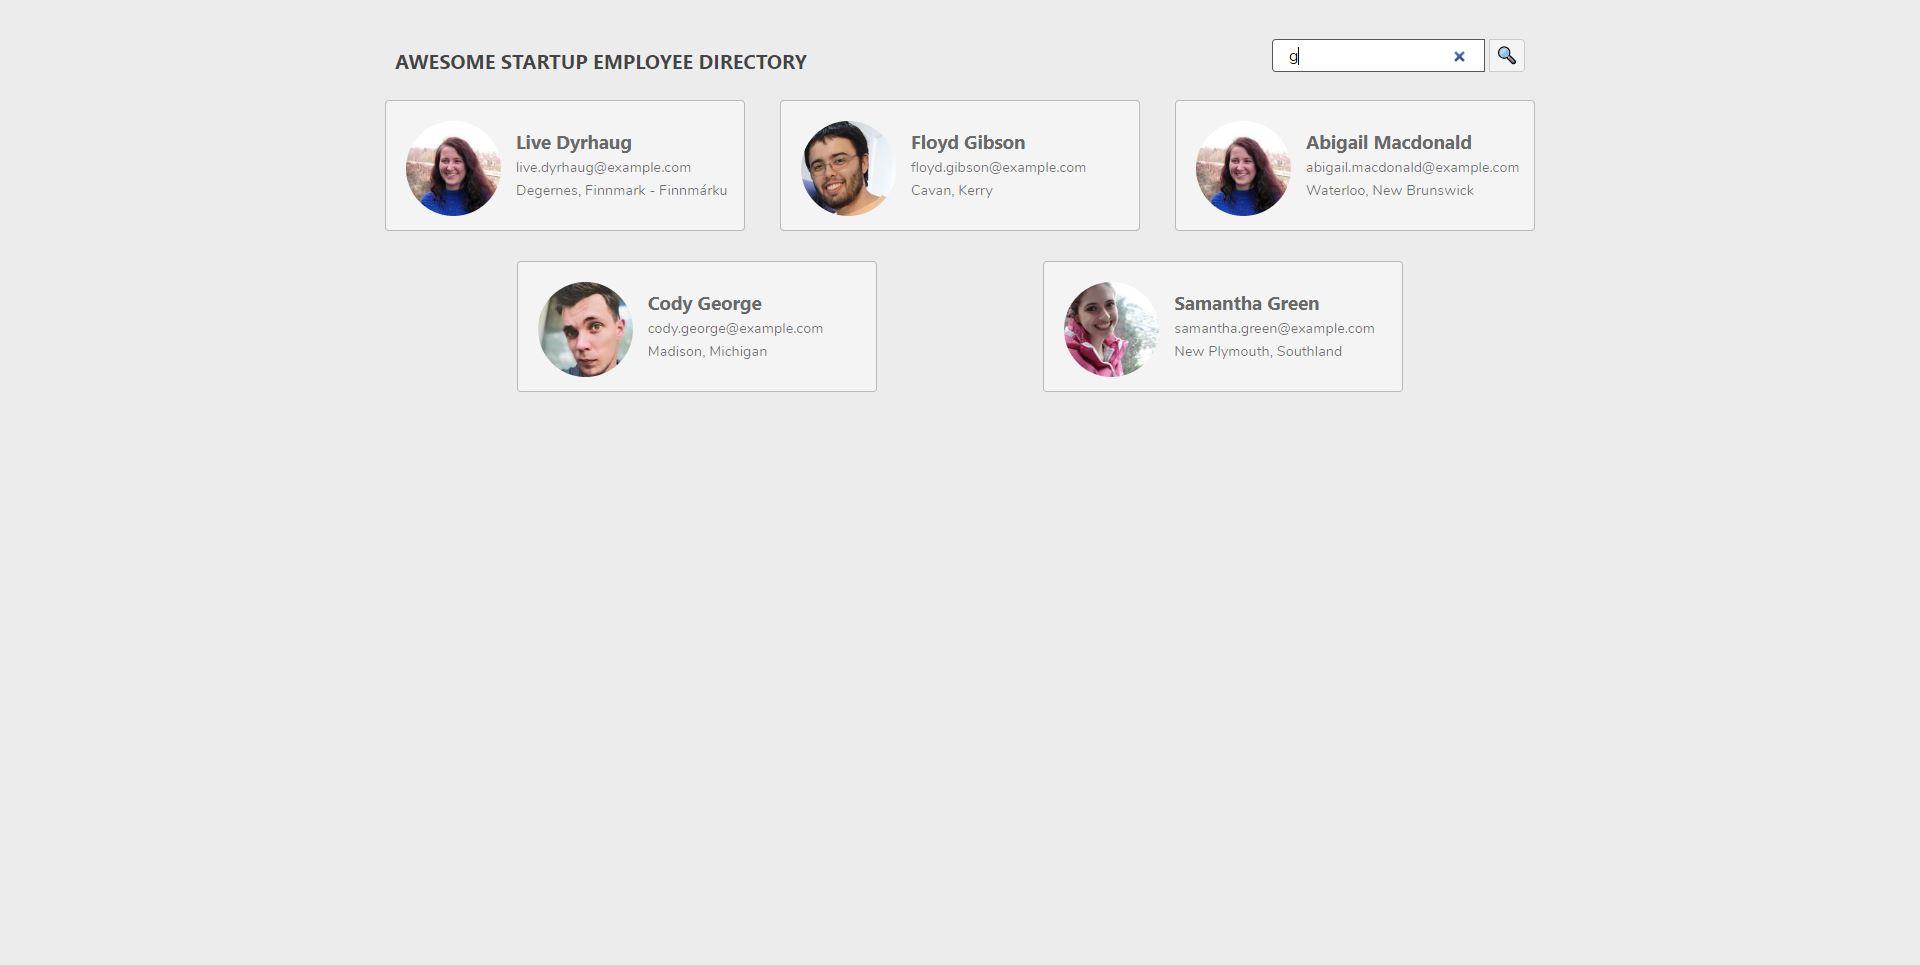 AWESOME STARTUP EMPLOYEE DIRECTORY
g
Live Dyrhaug
live.dyrhaug@example.com
Degernes, Finnmark - Finnmárku
Floyd Gibson
floyd.gibson@example.com
Cavan, Kerry
Abigail Macdonald
abigail.macdonald@example.com
Waterloo, New Brunswick
Cody George
cody.george@example.com
Madison, Michigan
Samantha Green
samantha.green@example.com
New Plymouth, Southland